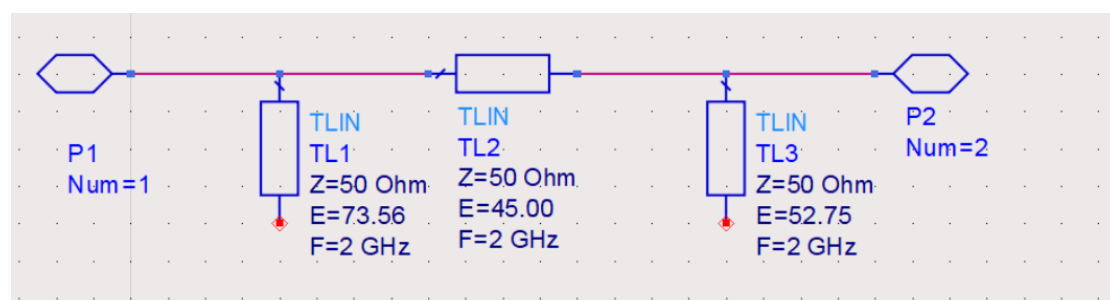 P1
Num=1
TLIN
TL1
Z=50 Ohm
E=73.56
F=2 GHz
TLIN
TL2
Z=50 Ohm
E=45.00
F=2 GHz
TLIN
TL3
Z=50 Ohm
E=52.75
F=2 GHz
P2
Num=2